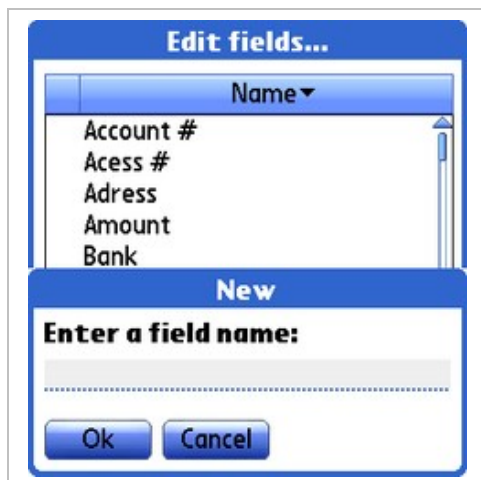 Edit fields...
Name
Account #
Acess #
Adress
Amount
Bank
New
Enter a field name:
Ok Cancel